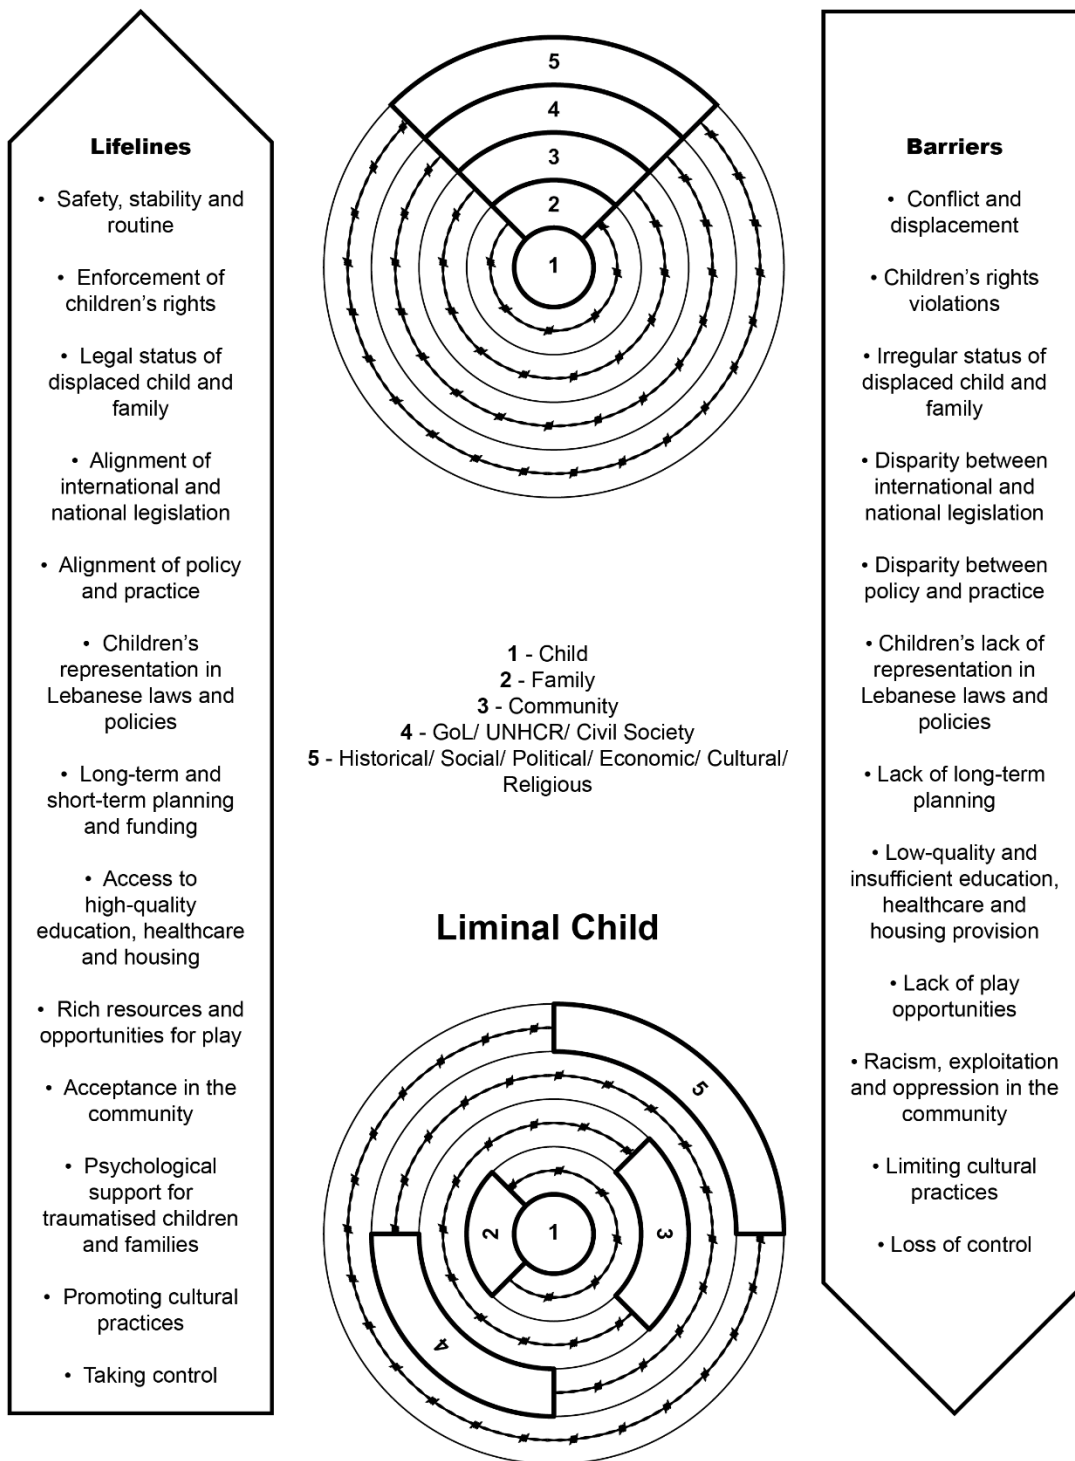 Lifelines
• Safety, stability and
routine
• Enforcement of
children’s rights
• Legal status of
displaced child and
family
• Alignment of
international and
national legislation
• Alignment of policy
and practice
• Children’s
representation in
Lebanese laws and
policies
• Long-term and
short-term planning
and funding
• Access to
high-quality
education, healthcare
and housing
• Rich resources and
opportunities for play
• Acceptance in the
community
• Psychological
support for
traumatised children
and families
• Promoting cultural
practices
• Taking control
5
4
3
2
1
1 - Child
2 - Family
3 - Community
4 - GoL/ UNHCR/ Civil Society
5 - Historical/ Social/ Political/ Economic/ Cultural/
Religious
Liminal Child
5
2
1
3
4
Barriers
• Conflict and
displacement
• Children’s rights
violations
• Irregular status of
displaced child and
family
• Disparity between
international and
national legislation
• Disparity between
policy and practice
• Children’s lack of
representation in
Lebanese laws and
policies
• Lack of long-term
planning
• Low-quality and
insufficient education,
healthcare and
housing provision
• Lack of play
opportunities
• Racism, exploitation
and oppression in the
community
• Limiting cultural
practices
• Loss of control